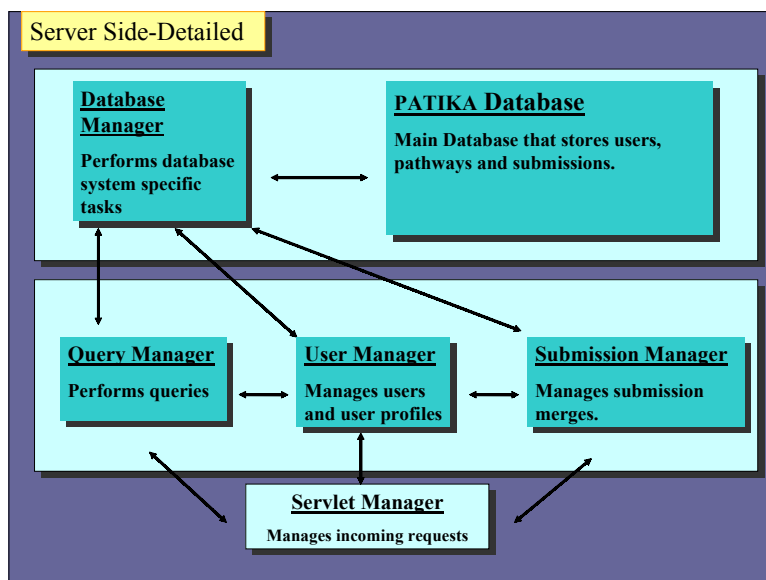 Server Side-Detailed
Database
Manager
Performs database
system specific
tasks
PATIKA Database
Main Database that stores users,
pathways and submissions.
Query Manager
Performs queries
User Manager
Manages users
and user profiles
Submission Manager
Manages submission
merges.
Servlet Manager
Manages incoming requests